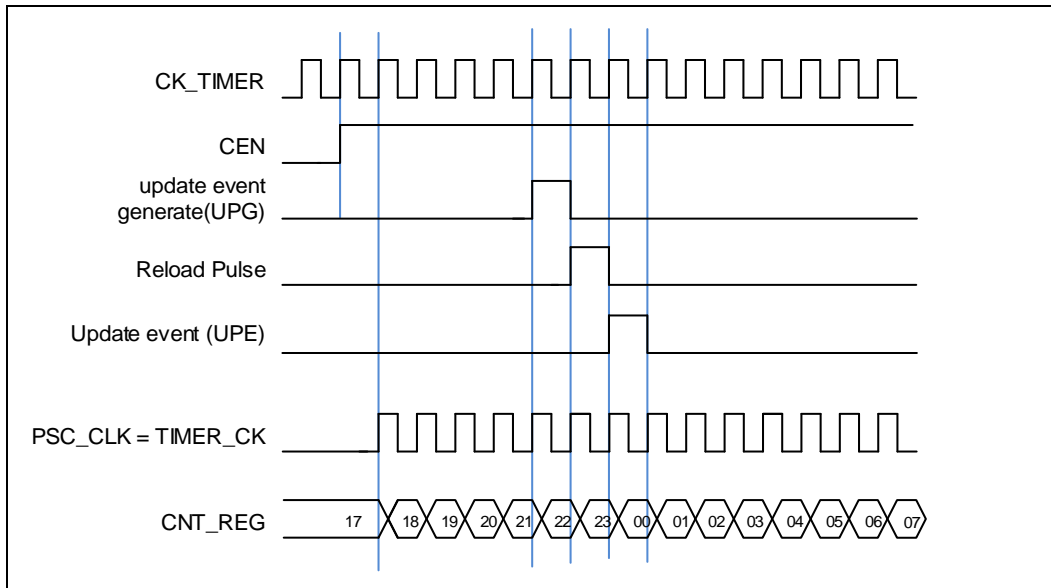 CK_TIMER
CEN
update event
generate(UPG)
Reload Pulse
Update event (UPE)
PSC_CLK = TIMER_CK
CNT_REG 17 18 19 20 21 22 23 00 01 02 03 04 05 06 07